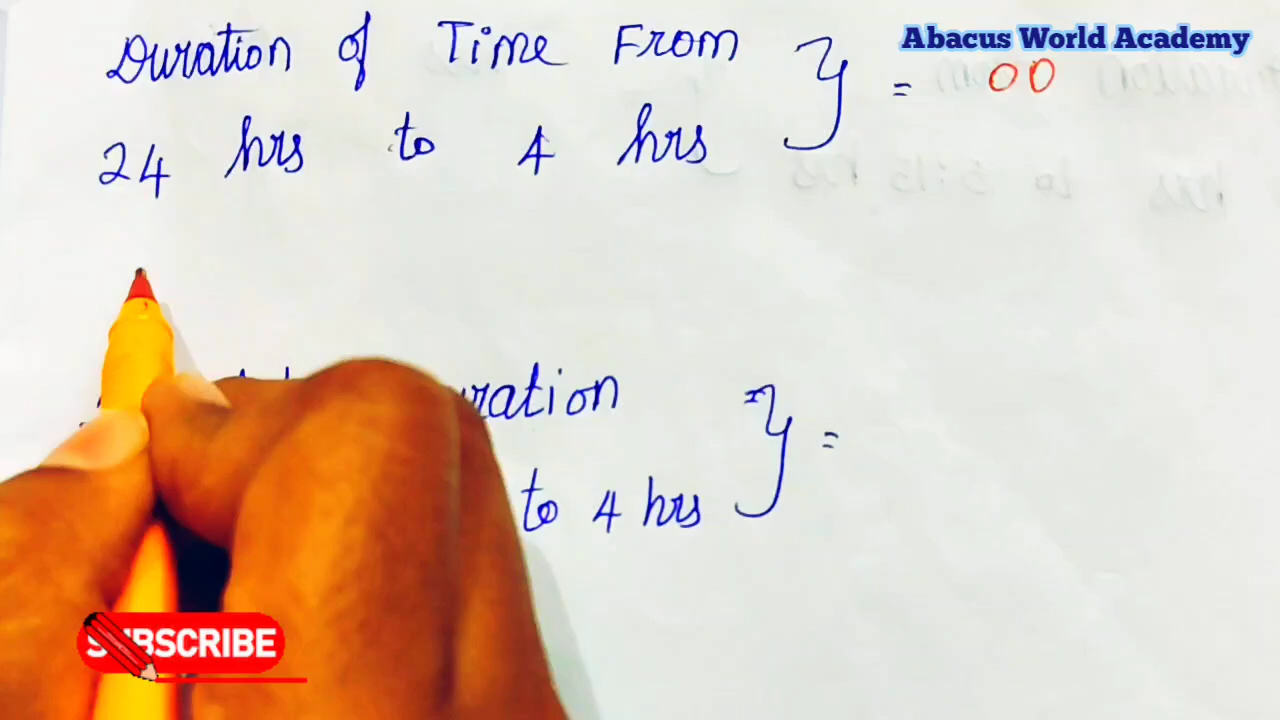 Abacus World Academy
Duration of Time From } = 00
24 hrs to 4 hrs
uration } =
to 4 hrs
SUBSCRIBE